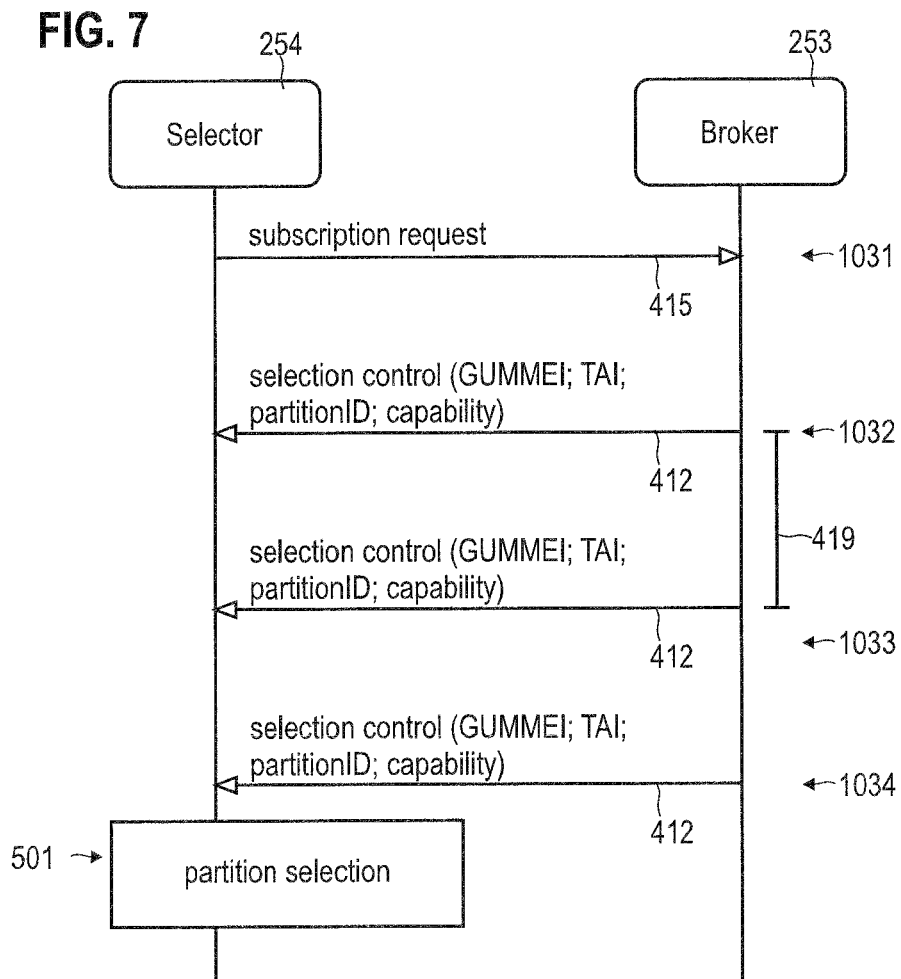 FIG. 7
254
253
Selector
Broker
subscription request
1031
415
selection control (GUMMEI; TAI;
partitionID; capability)
1032
412
419
selection control (GUMMEI; TAI;
partitionID; capability)
412
1033
selection control (GUMMEI; TAI;
partitionID; capability)
1034
412
501
partition selection